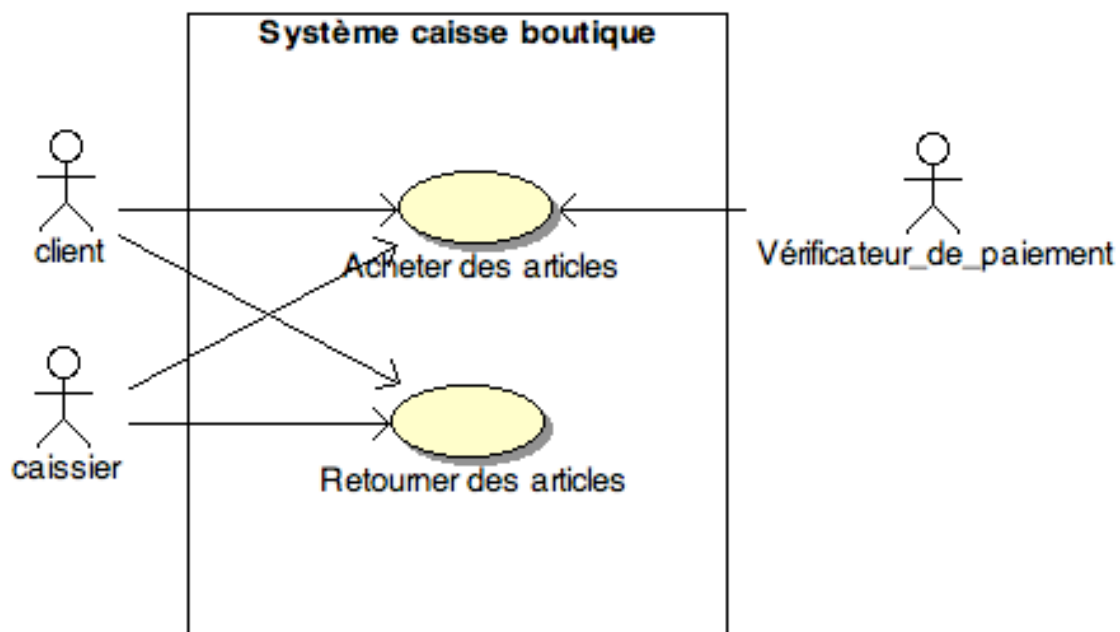 Système caisse boutique
client
Acheter des articles
Vérificateur_de_paiement
caissier
Retourner des articles